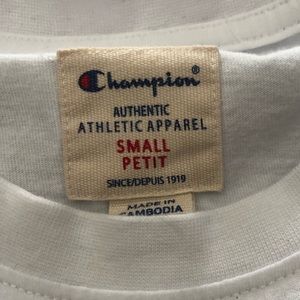 Champion®
AUTHENTIC
ATHLETIC APPAREL
SMALL
PETIT
SINCE/DEPUIS 1919
MADE IN
CAMBODIA